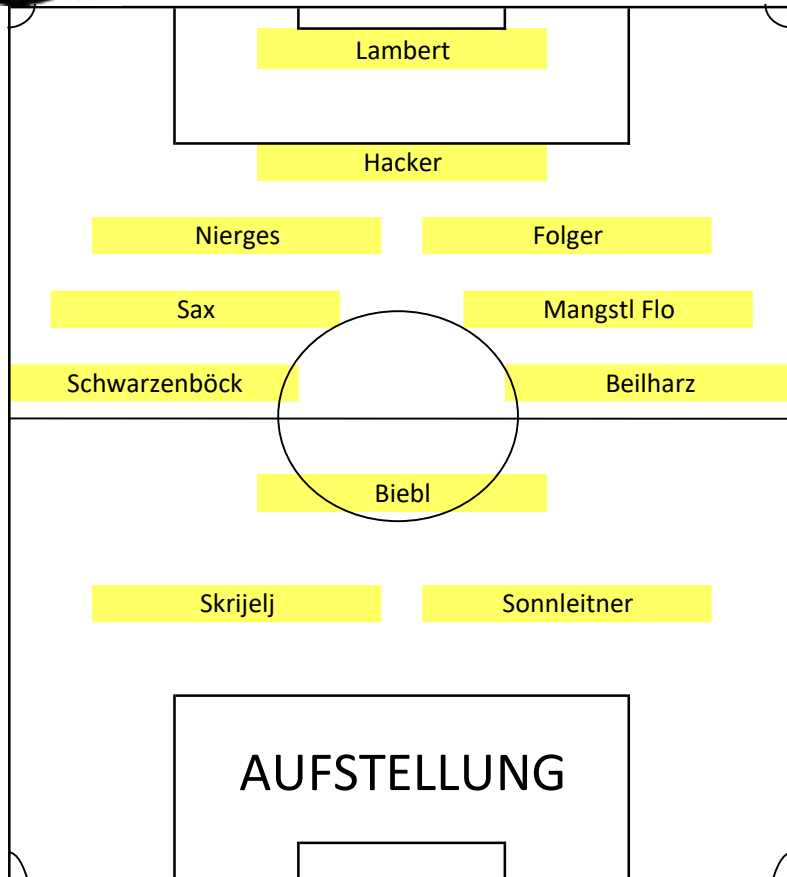 Lambert
Hacker
Nierges
Folger
Sax
Mangstl Flo
Schwarzenböck
Beilharz
Biebl
Skrijelj
Sonnleitner
AUFSTELLUNG